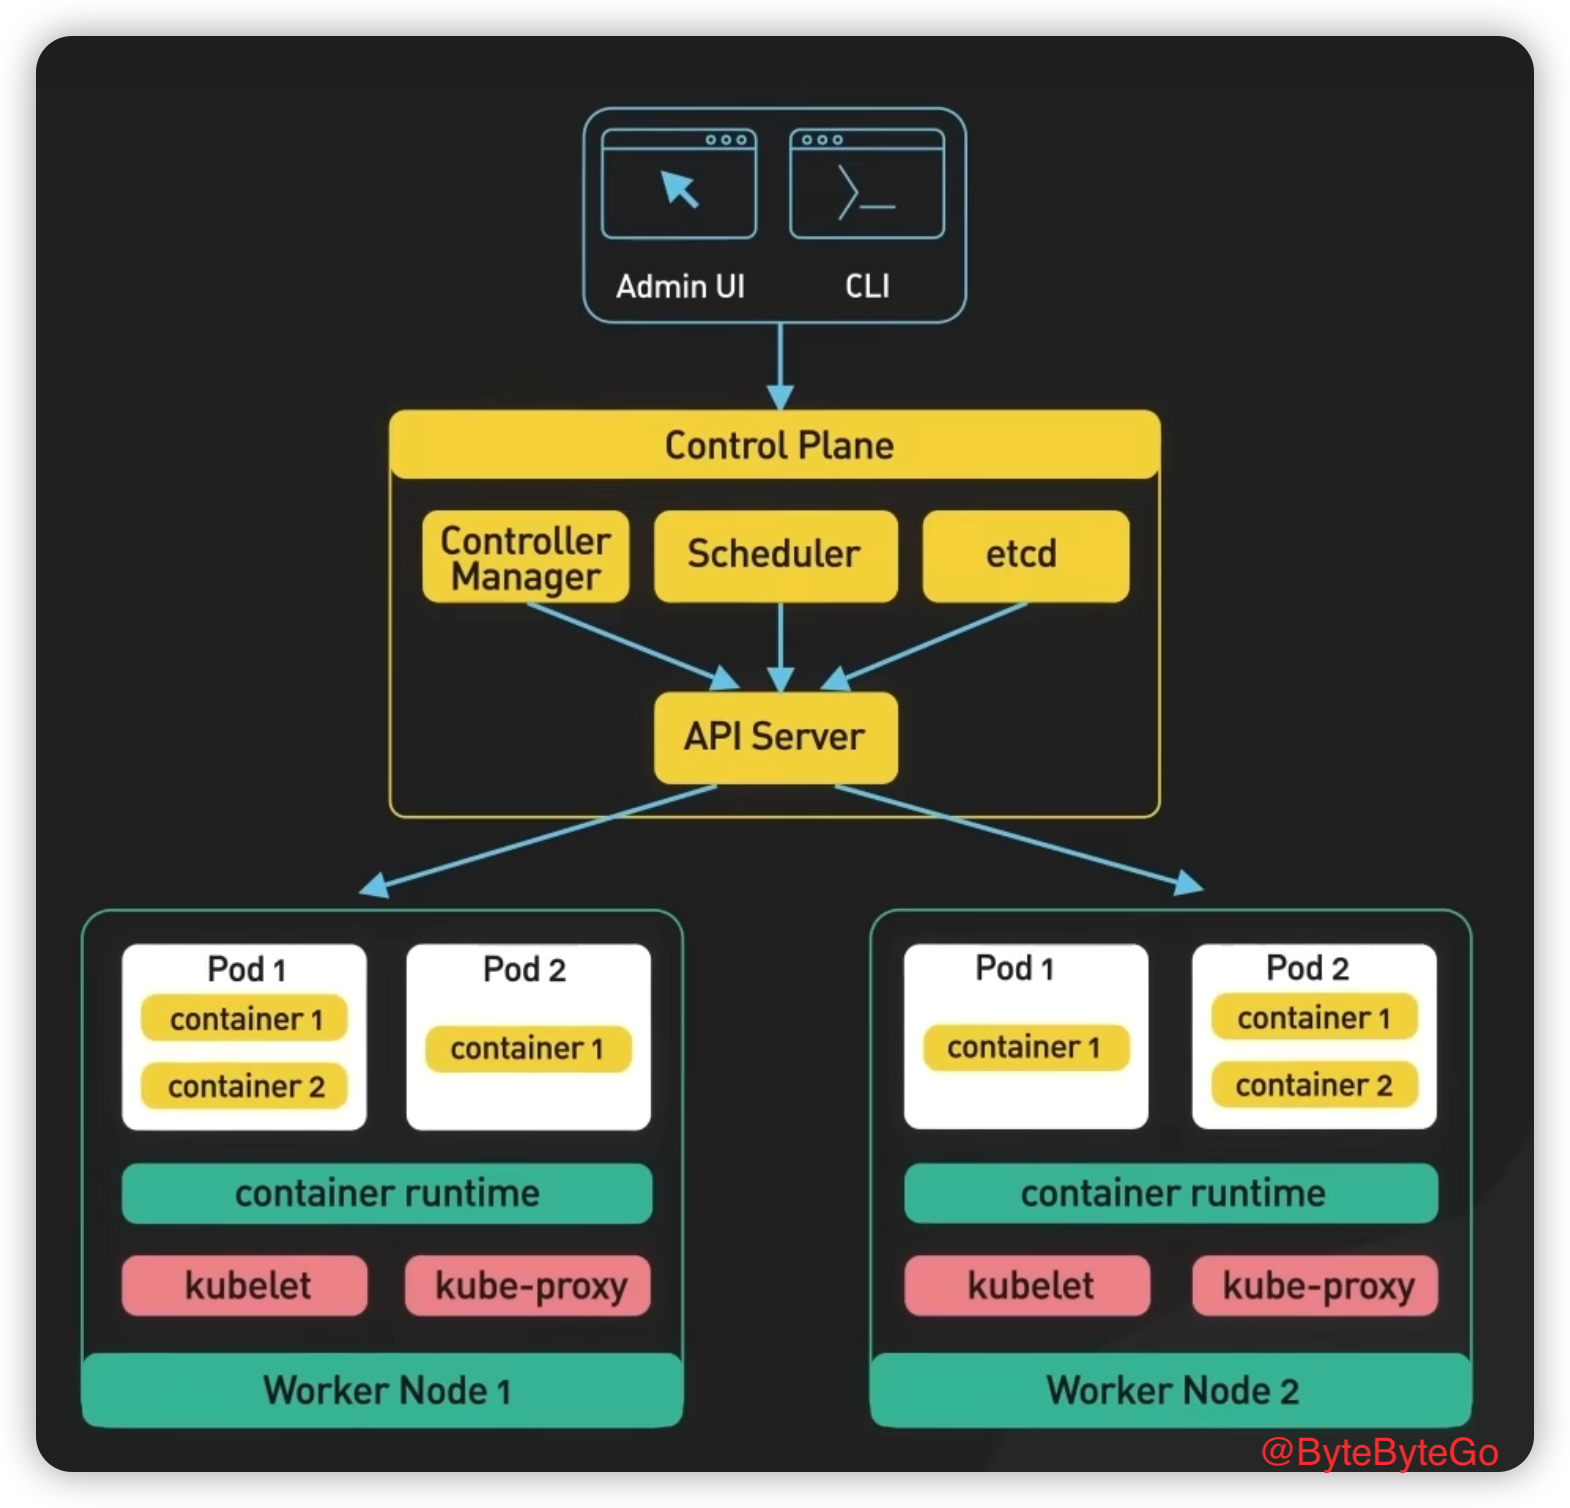 Admin UI
CLI
Control Plane
Controller
Manager
Scheduler
etcd
API Server
Pod 1
container 1
container 2
Pod 2
container 1
container runtime
kubelet
kube-proxy
Worker Node 1
Pod 1
container 1
Pod 2
container 1
container 2
container runtime
kubelet
kube-proxy
Worker Node 2
@ByteByteGo